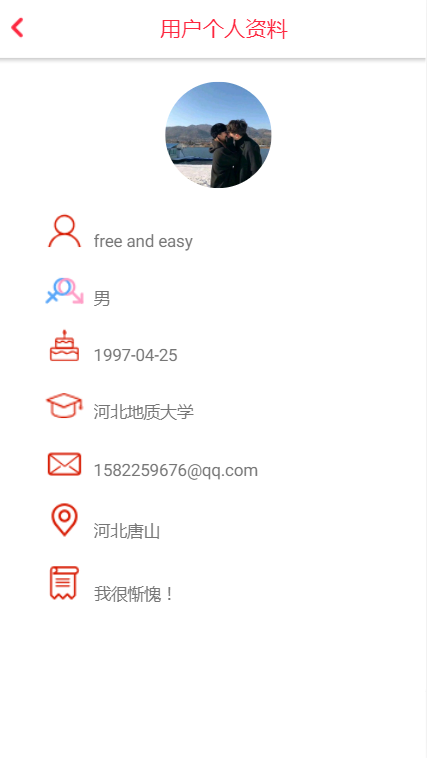 用户个人资料
free and easy
男
1997-04-25
河北地质大学
1582259676@qq.com
河北唐山
我很惭愧！